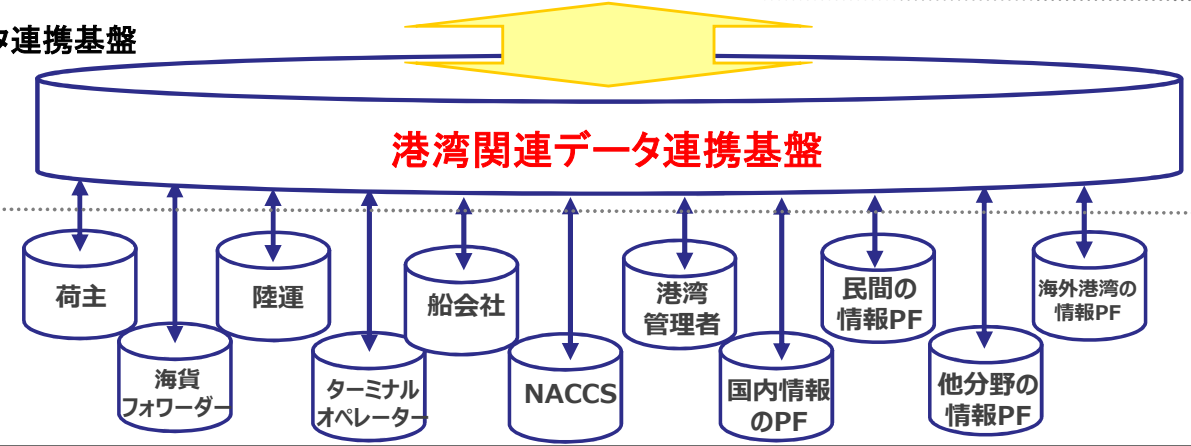 タ連携基盤
港湾関連データ連携基盤
荷主
海貨
フォワーダー
陸運
ターミナル
オペレーター
船会社
NACCS
港湾
管理者
国内情報
のPF
民間の
情報PF
他分野の
情報PF
海外港湾の
情報PF